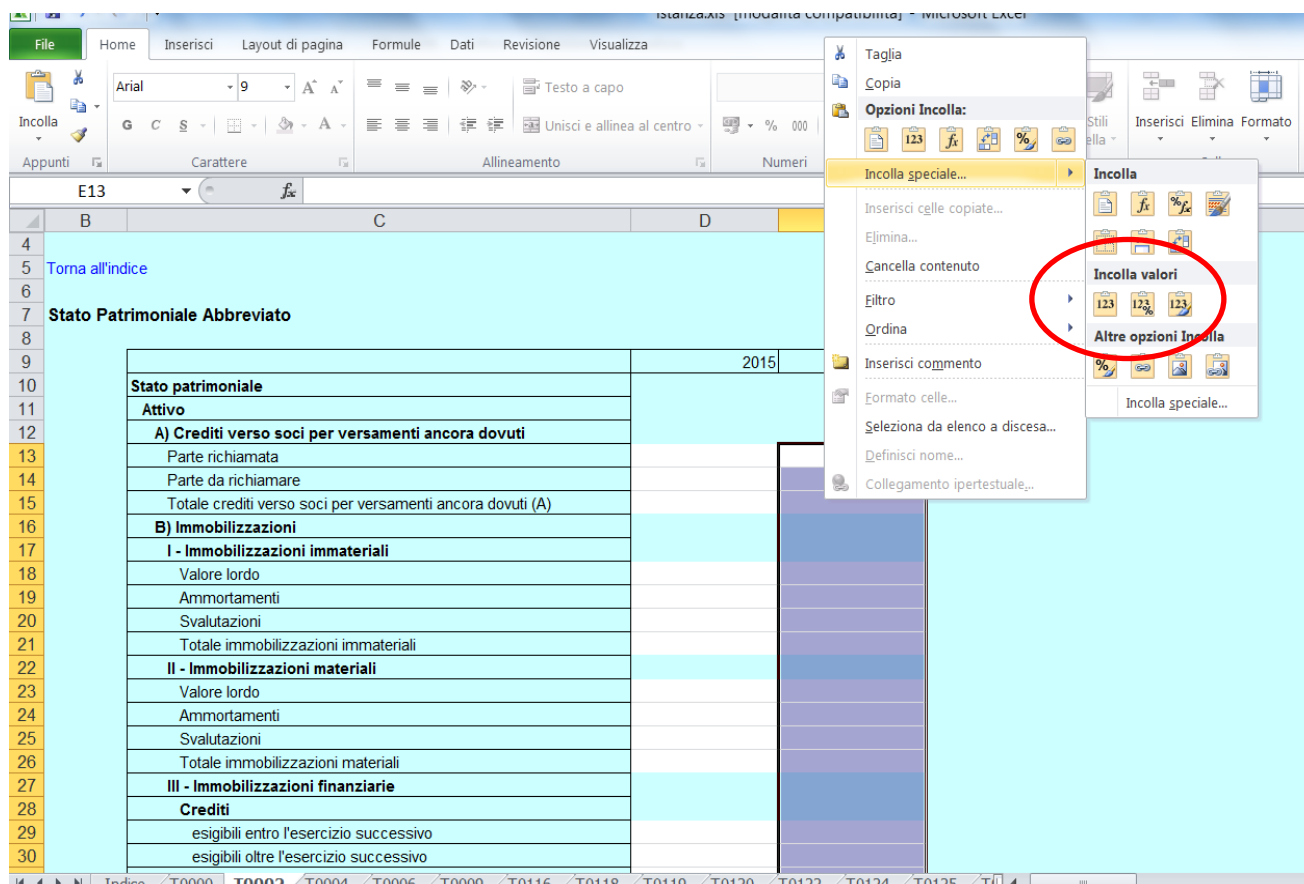 istanza.xls [modalità compatibilità] - Microsoft Excel
File Home Inserisci Layout di pagina Formule Dati Revisione Visualizza
Arial 9 A A Testo a capo
Incolla G C S A Unisci e allinea al centro % 000 Stili Inserisci Elimina Formato
Appunti Carattere Allineamento Numeri
Taglia
Copia
Opzioni Incolla:
123 fx %
Incolla speciale...
Inserisci celle copiate...
Elimina...
Cancella contenuto
Filtro
Ordina
Inserisci commento
Formato celle...
Seleziona da elenco a discesa...
Definisci nome...
Collegamento ipertestuale...
Incolla
fx %fx
Incolla valori
123 123% 123
Altre opzioni Incolla
%
Incolla speciale...
E13 fx
B C D
4
5 Torna all'indice
6
7 Stato Patrimoniale Abbreviato
8
9 2015
10 Stato patrimoniale
11 Attivo
12 A) Crediti verso soci per versamenti ancora dovuti
13 Parte richiamata
14 Parte da richiamare
15 Totale crediti verso soci per versamenti ancora dovuti (A)
16 B) Immobilizzazioni
17 I - Immobilizzazioni immateriali
18 Valore lordo
19 Ammortamenti
20 Svalutazioni
21 Totale immobilizzazioni immateriali
22 II - Immobilizzazioni materiali
23 Valore lordo
24 Ammortamenti
25 Svalutazioni
26 Totale immobilizzazioni materiali
27 III - Immobilizzazioni finanziarie
28 Crediti
29 esigibili entro l'esercizio successivo
30 esigibili oltre l'esercizio successivo
Indice T0000 T0002 T0004 T0006 T0009 T0116 T0118 T0119 T0120 T0122 T0124 T0125